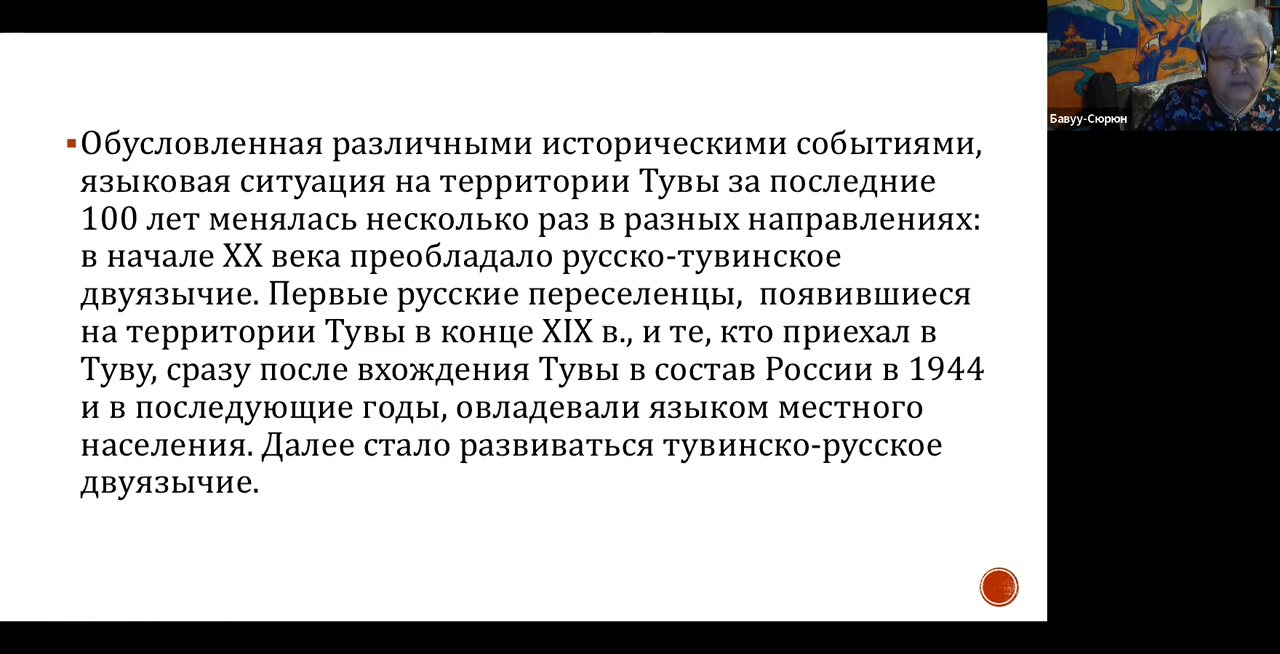 Обусловленная различными историческими событиями,
языковая ситуация на территории Тувы за последние
100 лет менялась несколько раз в разных направлениях:
в начале XX века преобладало русско-тувинское
двуязычие. Первые русские переселенцы,  появившиеся
на территории Тувы в конце XIX в., и те, кто приехал в
Туву, сразу после вхождения Тувы в состав России в 1944
и в последующие годы, овладевали языком местного
населения. Далее стало развиваться тувинско-русское
двуязычие.
Бавуу-Сюрюн